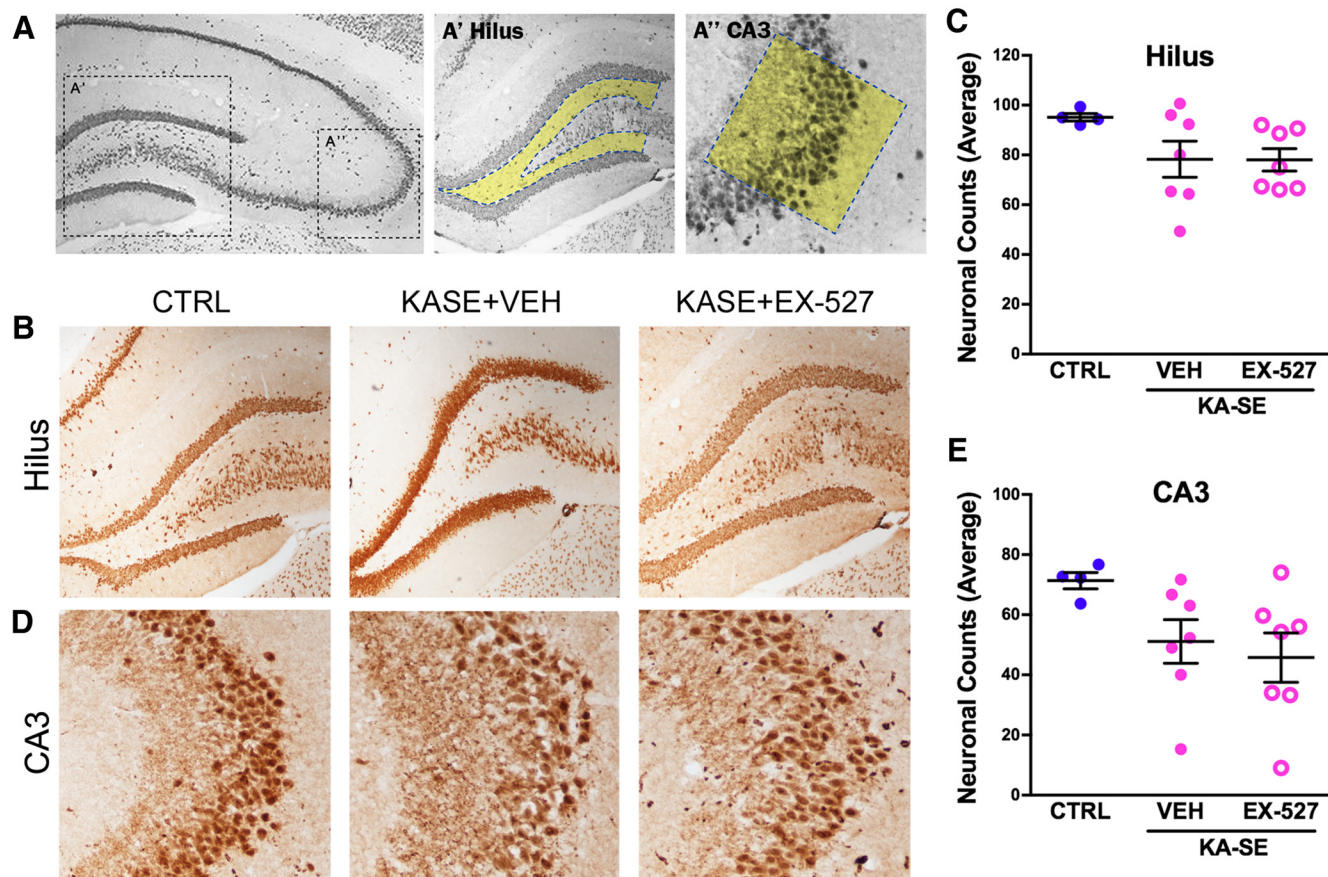 A
A'
A''
A' Hilus
A'' CA3
B
CTRL
KASE+VEH
KASE+EX-527
Hilus
D
CA3
C
Hilus
Neuronal Counts (Average)
120
100
80
60
40
20
0
CTRL
VEH
EX-527
KA-SE
E
CA3
Neuronal Counts (Average)
100
80
60
40
20
0
CTRL
VEH
EX-527
KA-SE